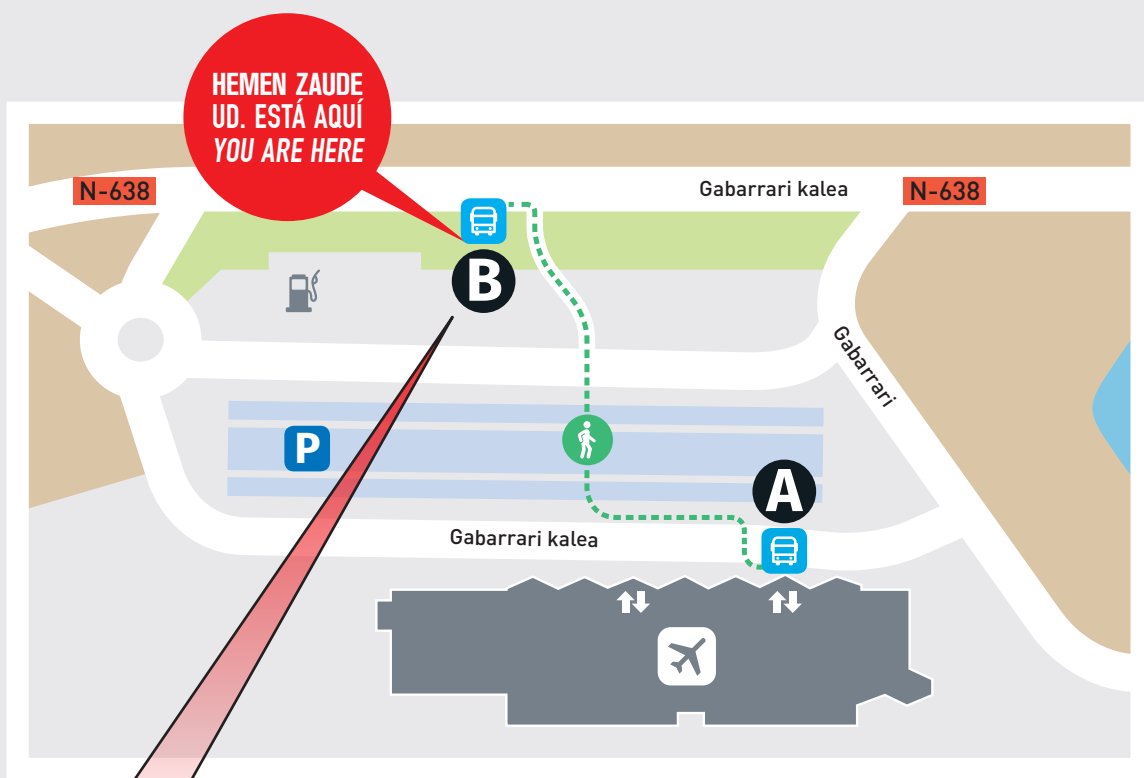 HEMEN ZAUDE
UD. ESTÁ AQUÍ
YOU ARE HERE
N-638
Gabarrari kalea
N-638
B
Gabarrari
P
A
Gabarrari kalea